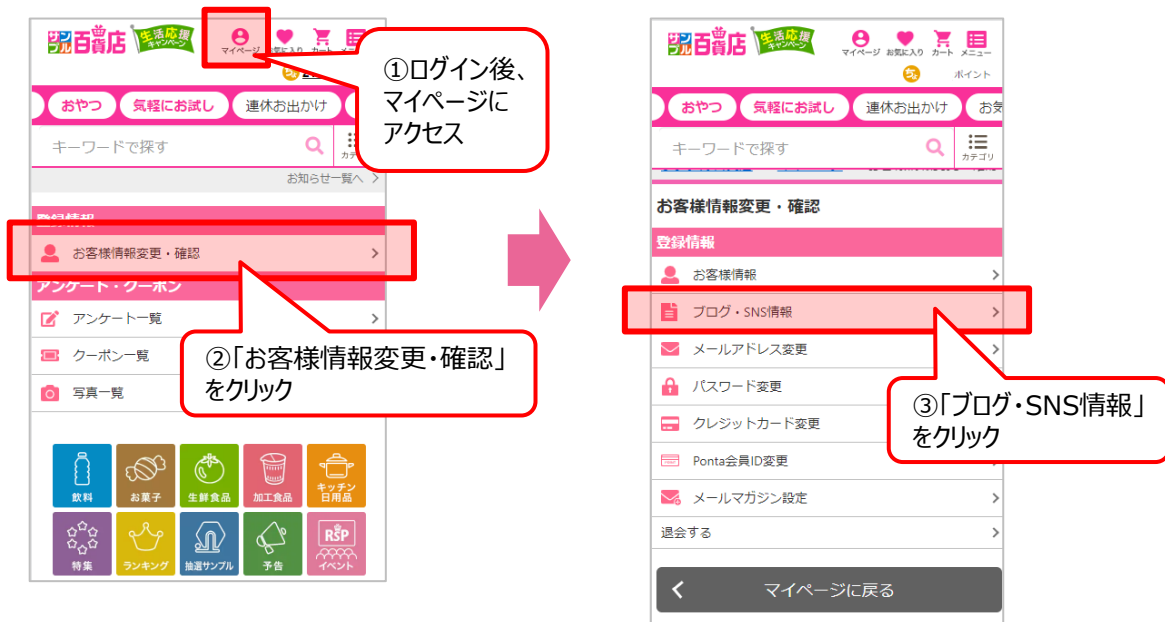 サンプル百貨店
生活応援
キャンペーン
マイページ
お気に入り
カート
①ログイン後、
マイページに
アクセス
おやつ
気軽にお試し
連休お出かけ
キーワードで探す
お知らせ一覧へ
登録情報
お客様情報変更・確認
アンケート・クーポン
アンケート一覧
クーポン一覧
写真一覧
②「お客様情報変更・確認」
をクリック
飲料
お菓子
生鮮食品
加工食品
キッチン
日用品
特集
ランキング
抽選サンプル
予告
RSP
イベント
サンプル百貨店
生活応援
キャンペーン
マイページ
お気に入り
カート
メニュー
ポイント
おやつ
気軽にお試し
連休お出かけ
お気
キーワードで探す
カテゴリ
お客様情報変更・確認
登録情報
お客様情報
ブログ・SNS情報
メールアドレス変更
パスワード変更
クレジットカード変更
Ponta会員ID変更
メールマガジン設定
退会する
③「ブログ・SNS情報」
をクリック
マイページに戻る